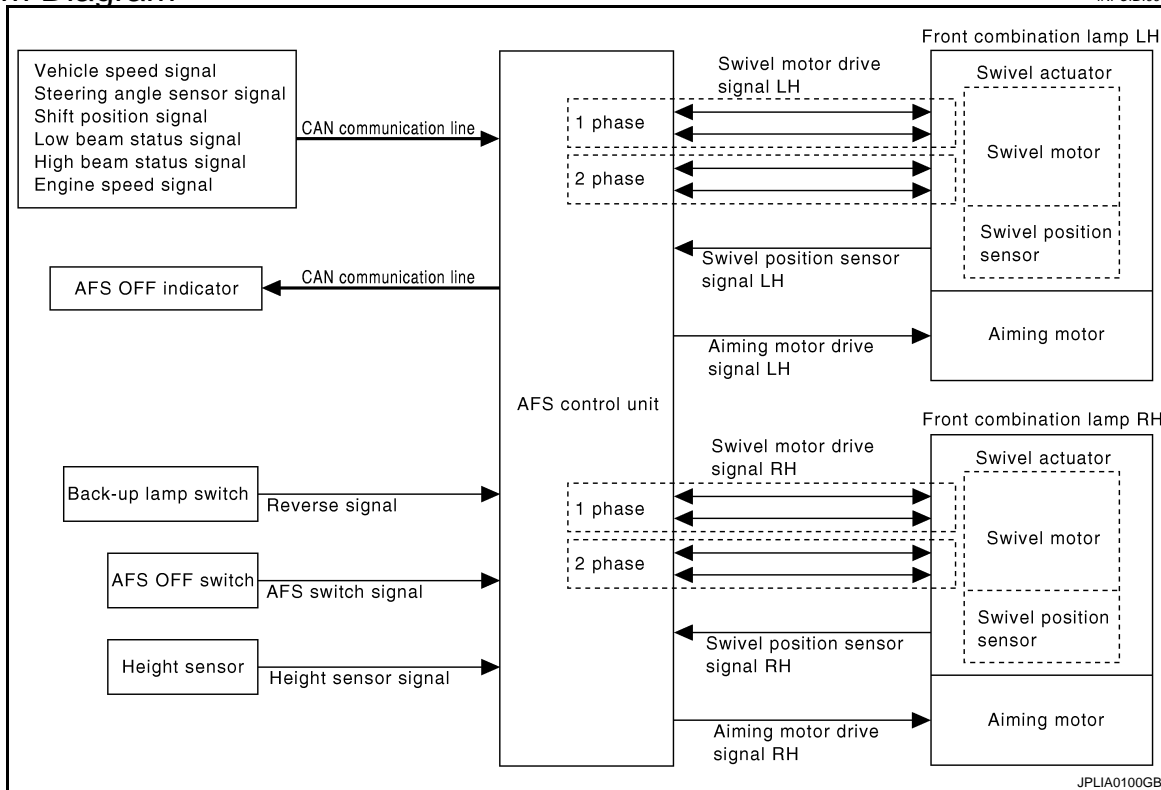 Front combination lamp LH
Vehicle speed signal
Steering angle sensor signal
Shift position signal
Low beam status signal
High beam status signal
Engine speed signal
CAN communication line
AFS OFF indicator
CAN communication line
Back-up lamp switch
Reverse signal
AFS OFF switch
AFS switch signal
Height sensor
Height sensor signal
AFS control unit
1 phase
2 phase
Swivel motor drive
signal LH
Swivel position sensor
signal LH
Aiming motor drive
signal LH
Swivel actuator
Swivel motor
Swivel position
sensor
Aiming motor
Front combination lamp RH
1 phase
2 phase
Swivel motor drive
signal RH
Swivel position sensor
signal RH
Aiming motor drive
signal RH
Swivel actuator
Swivel motor
Swivel position
sensor
Aiming motor
JPLIA0100GB